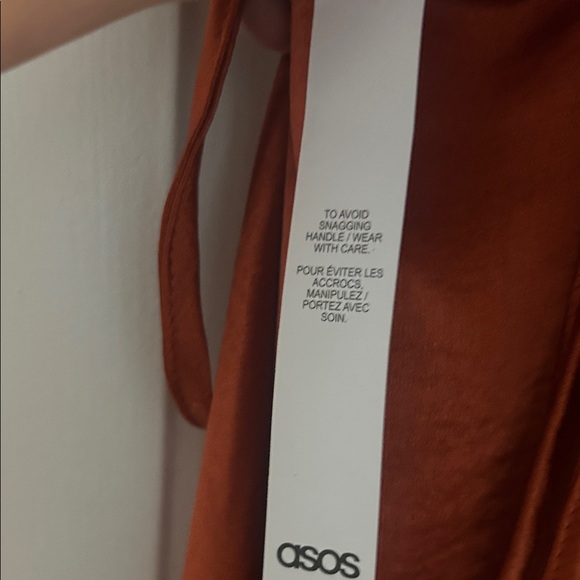 TO AVOID
SNAGGING
HANDLE / WEAR
WITH CARE.
POUR ÉVITER LES
ACCROCS,
MANIPULEZ /
PORTEZ AVEC
SOIN.
asos